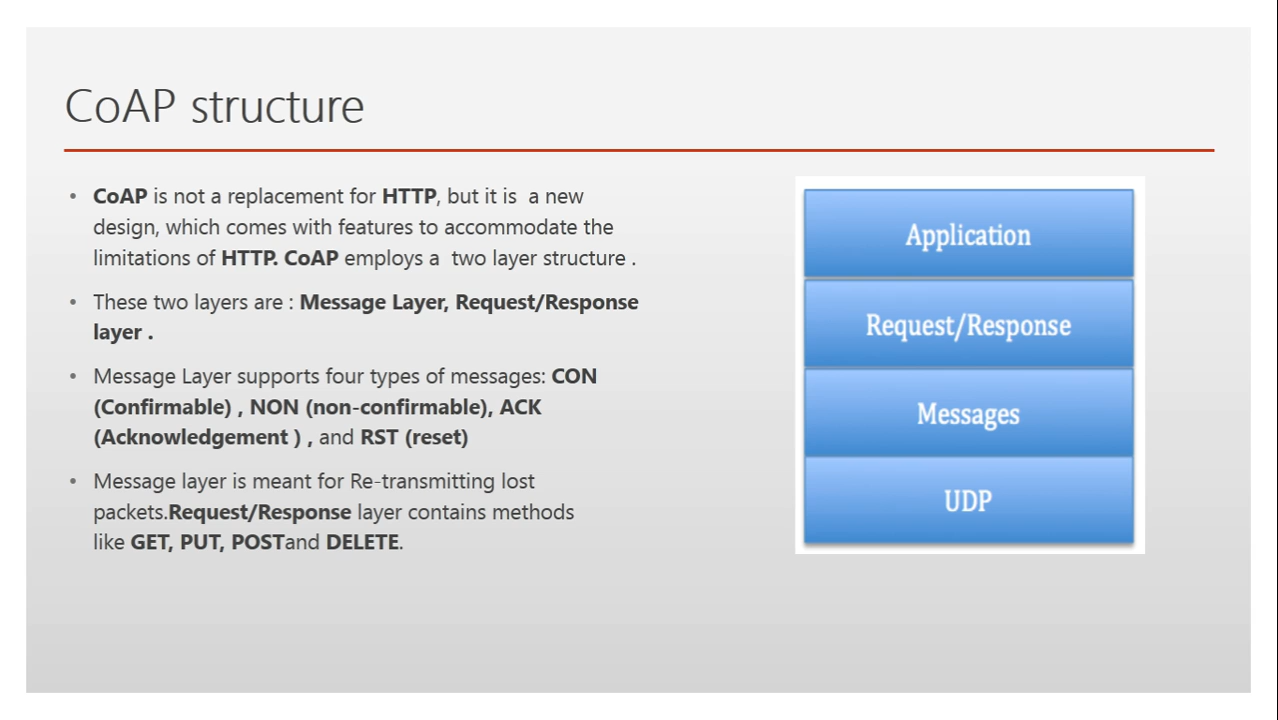 CoAP structure
• CoAP is not a replacement for HTTP, but it is  a new
design, which comes with features to accommodate the
limitations of HTTP. CoAP employs a  two layer structure .
• These two layers are : Message Layer, Request/Response
layer .
• Message Layer supports four types of messages: CON
(Confirmable) , NON (non-confirmable), ACK
(Acknowledgement ) , and RST (reset)
• Message layer is meant for Re-transmitting lost
packets.Request/Response layer contains methods
like GET, PUT, POSTand DELETE.
Application
Request/Response
Messages
UDP